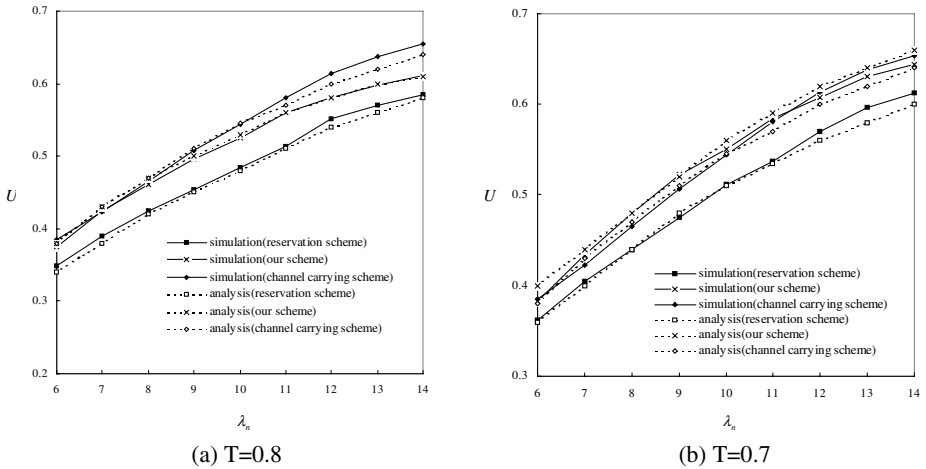 (a)
0.7
0.6
0.5
0.4
0.3
0.2
U
6 7 8 9 10 11 12 13 14
λn
simulation(reservation scheme)
simulation(our scheme)
simulation(channel carrying scheme)
analysis(reservation scheme)
analysis(our scheme)
analysis(channel carrying scheme)
(a) T=0.8
(b)
0.7
0.6
0.5
0.4
0.3
U
6 7 8 9 10 11 12 13 14
λn
simulation(reservation scheme)
simulation(our scheme)
simulation(channel carrying scheme)
analysis(reservation scheme)
analysis(our scheme)
analysis(channel carrying scheme)
(b) T=0.7